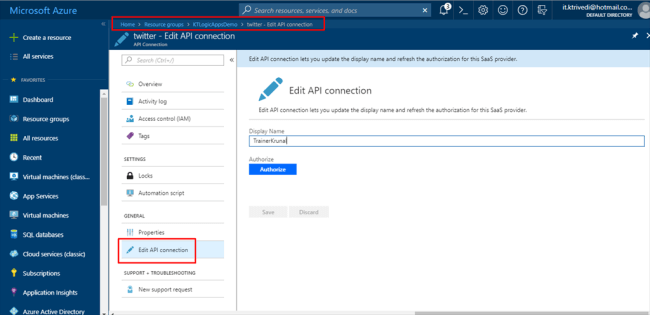 Microsoft Azure
Search resources, services, docs
3
it.ktrivedi@hotmail.co...
DEFAULT DIRECTORY
Home > Resource groups > KTLogicAppsDemo > twitter - Edit API connection
twitter - Edit API connection
API Connection
Create a resource
All services
FAVORITES
Dashboard
Resource groups
All resources
Recent
Virtual machines (classi...
App Services
Virtual machines
SQL databases
Cloud services (classic)
Subscriptions
Application Insights
Azure Active Directory
Search (Ctrl+/)
Overview
Activity log
Access control (IAM)
Tags
SETTINGS
Locks
Automation script
GENERAL
Properties
Edit API connection
SUPPORT + TROUBLESHOOTING
New support request
Edit API connection lets you update the display name and refresh the authorization for this SaaS provider.
Edit API connection
Edit API connection lets you update the display name and refresh the authorization for this SaaS provider.
Display Name
TrainerKrunal
Authorize
Authorize
Save
Discard